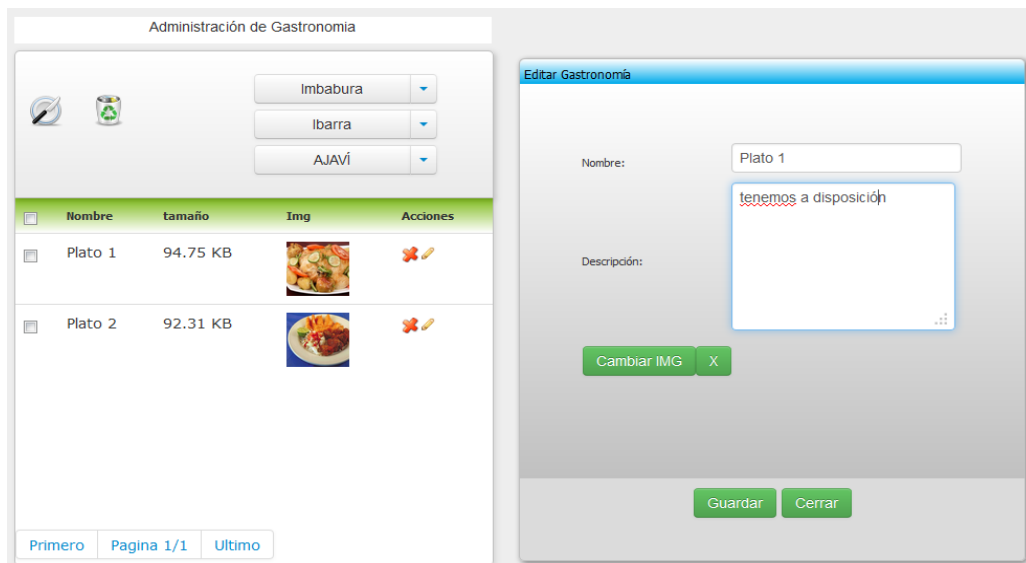 Administración de Gastronomia
Imbabura
Ibarra
AJAVÍ
Nombre tamaño Img Acciones
Plato 1 94.75 KB
Plato 2 92.31 KB
Primero Pagina 1/1 Ultimo
Editar Gastronomía
Nombre: Plato 1
tenemos a disposición
Descripción:
Cambiar IMG X
Guardar Cerrar